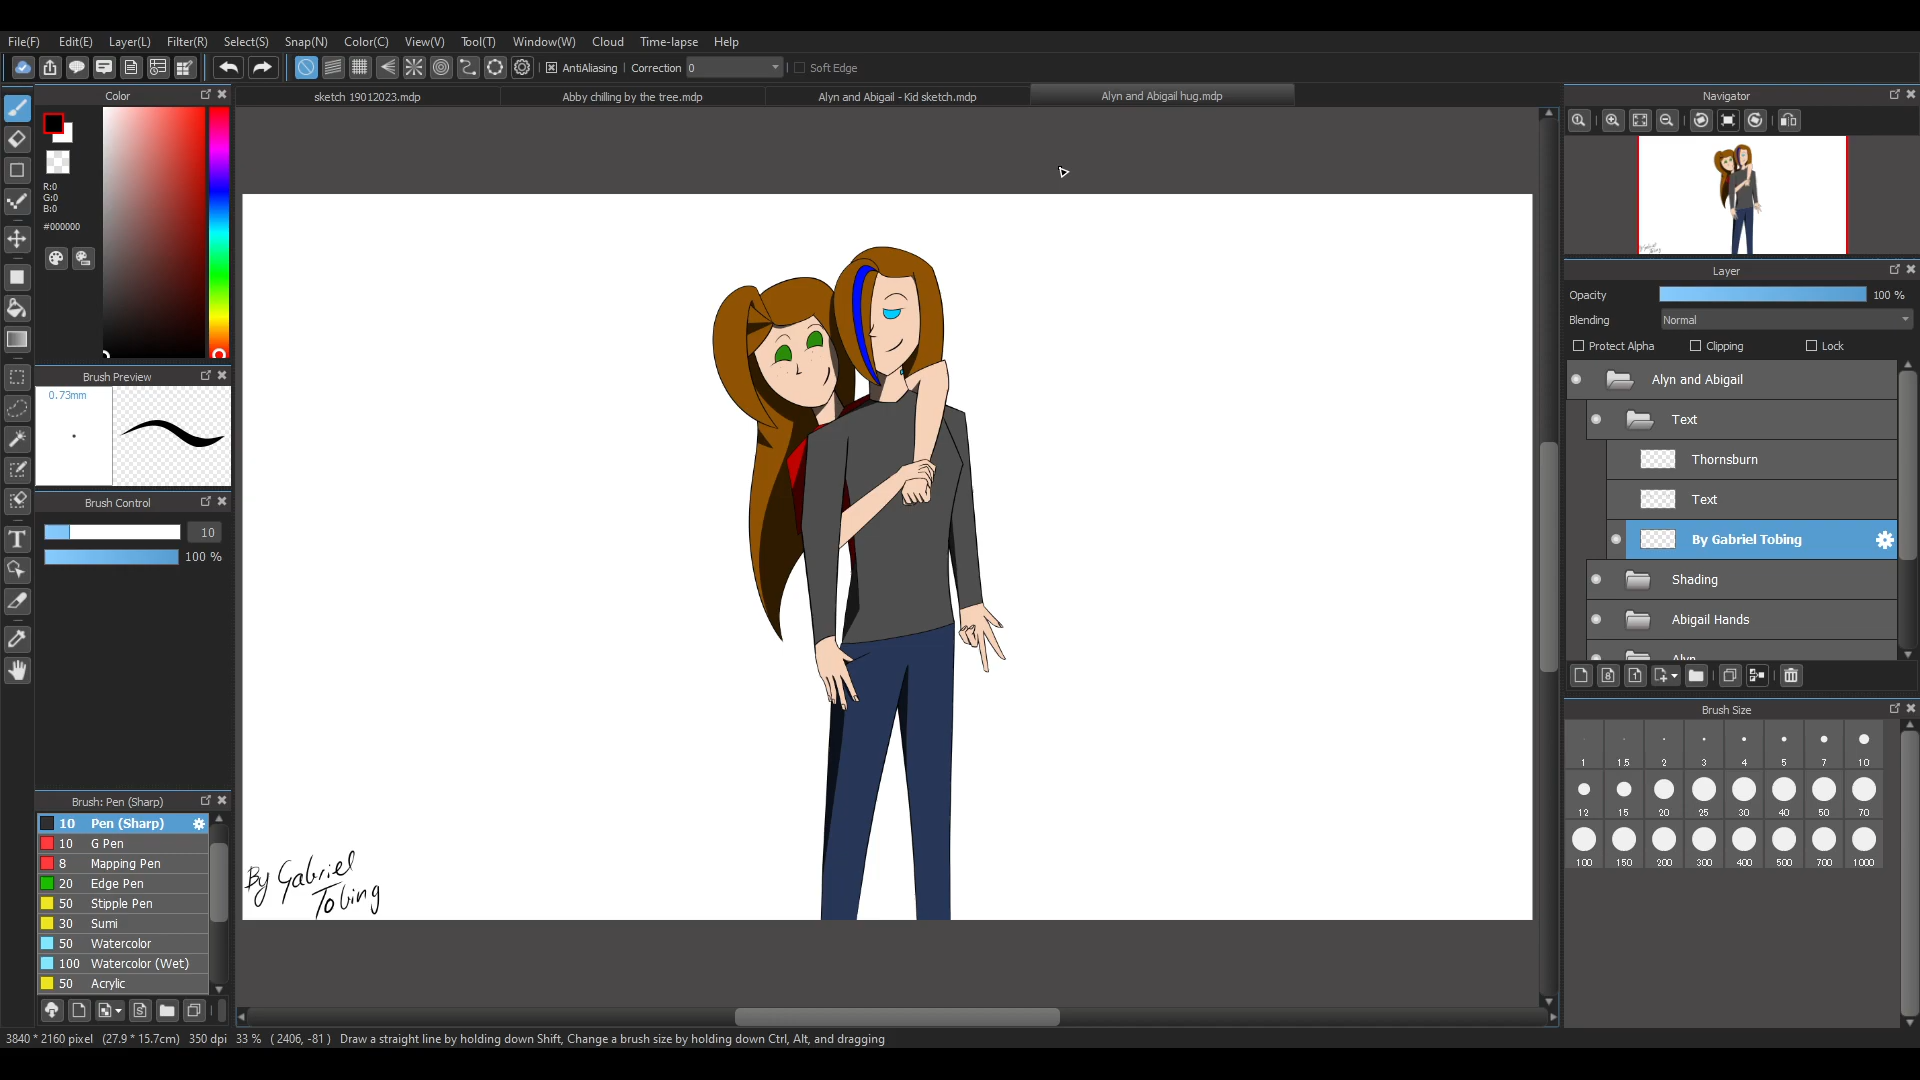 File(F) Edit(E) Layer(L) Filter(R) Select(S) Snap(N) Color(C) View(V) Tool(T) Window(W) Cloud Time-lapse Help
AntiAliasing Correction 0 Soft Edge
Color
R:0
G:0
B:0
#000000
Brush Preview
0.73mm
Brush Control
10
100 %
Brush: Pen (Sharp)
10 Pen (Sharp)
10 G Pen
8 Mapping Pen
20 Edge Pen
50 Stipple Pen
30 Sumi
50 Watercolor
100 Watercolor (Wet)
50 Acrylic
sketch 19012023.mdp Abby chilling by the tree.mdp Alyn and Abigail - Kid sketch.mdp Alyn and Abigail hug.mdp
By Gabriel
Tobing
Navigator
Layer
Opacity 100 %
Blending Normal
Protect Alpha Clipping Lock
Alyn and Abigail
Text
Thornsburn
Text
By Gabriel Tobing
Shading
Abigail Hands
Alyn
Brush Size
1 1.5 2 3 4 5 7 10
12 15 20 25 30 40 50 70
100 150 200 300 400 500 700 1000
3840 * 2160 pixel (27.9 * 15.7cm) 350 dpi 33 % ( 2406, -81 ) Draw a straight line by holding down Shift, Change a brush size by holding down Ctrl, Alt, and dragging